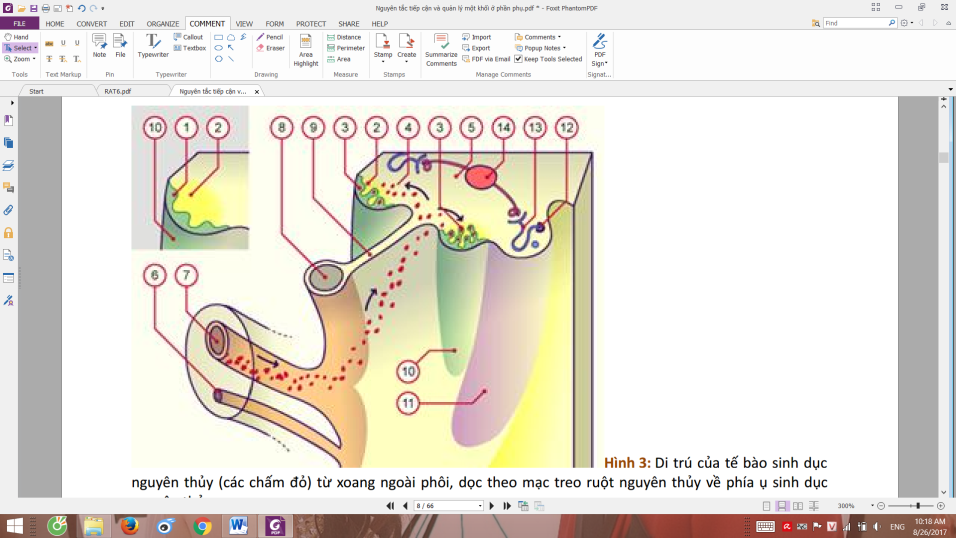 Nguyên tắc tiếp cận và quản lý một khối ở phần phụ.pdf * - Foxit PhantomPDF
FILE HOME CONVERT EDIT ORGANIZE COMMENT VIEW FORM PROTECT SHARE HELP
Find
Hand
Select
Zoom
Tools
Text Markup
Note
File
Pin
Typewriter
Callout
Textbox
Typewriter
Pencil
Eraser
Drawing
Area
Highlight
Distance
Perimeter
Area
Measure
Stamp
Create
Stamps
Summarize
Comments
Import
Export
FDF via Email
Comments
Popup Notes
Keep Tools Selected
Manage Comments
PDF
Sign
Signat...
Start
RAT6.pdf
Nguyên tắc tiếp cận v...
10 1 2 8 9 3 2 4 3 5 14 13 12
6 7
10
11
Hình 3: Di trú của tế bào sinh dục
nguyên thủy (các chấm đỏ) từ xoang ngoài phôi, dọc theo mạc treo ruột nguyên thủy về phía ụ sinh dục
8 / 66
300%
ENG
10:18 AM
8/26/2017